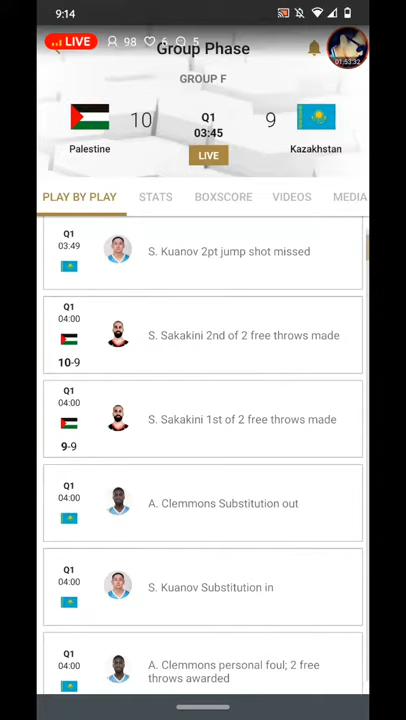 9:14
LIVE 98 6 5
Group Phase
01:53:32
GROUP F
10 Q1 9
03:45
Palestine LIVE Kazakhstan
PLAY BY PLAY STATS BOXSCORE VIDEOS MEDIA
Q1
03:49
S. Kuanov 2pt jump shot missed
Q1
04:00
S. Sakakini 2nd of 2 free throws made
10-9
Q1
04:00
S. Sakakini 1st of 2 free throws made
9-9
Q1
04:00
A. Clemmons Substitution out
Q1
04:00
S. Kuanov Substitution in
Q1
04:00
A. Clemmons personal foul; 2 free
throws awarded